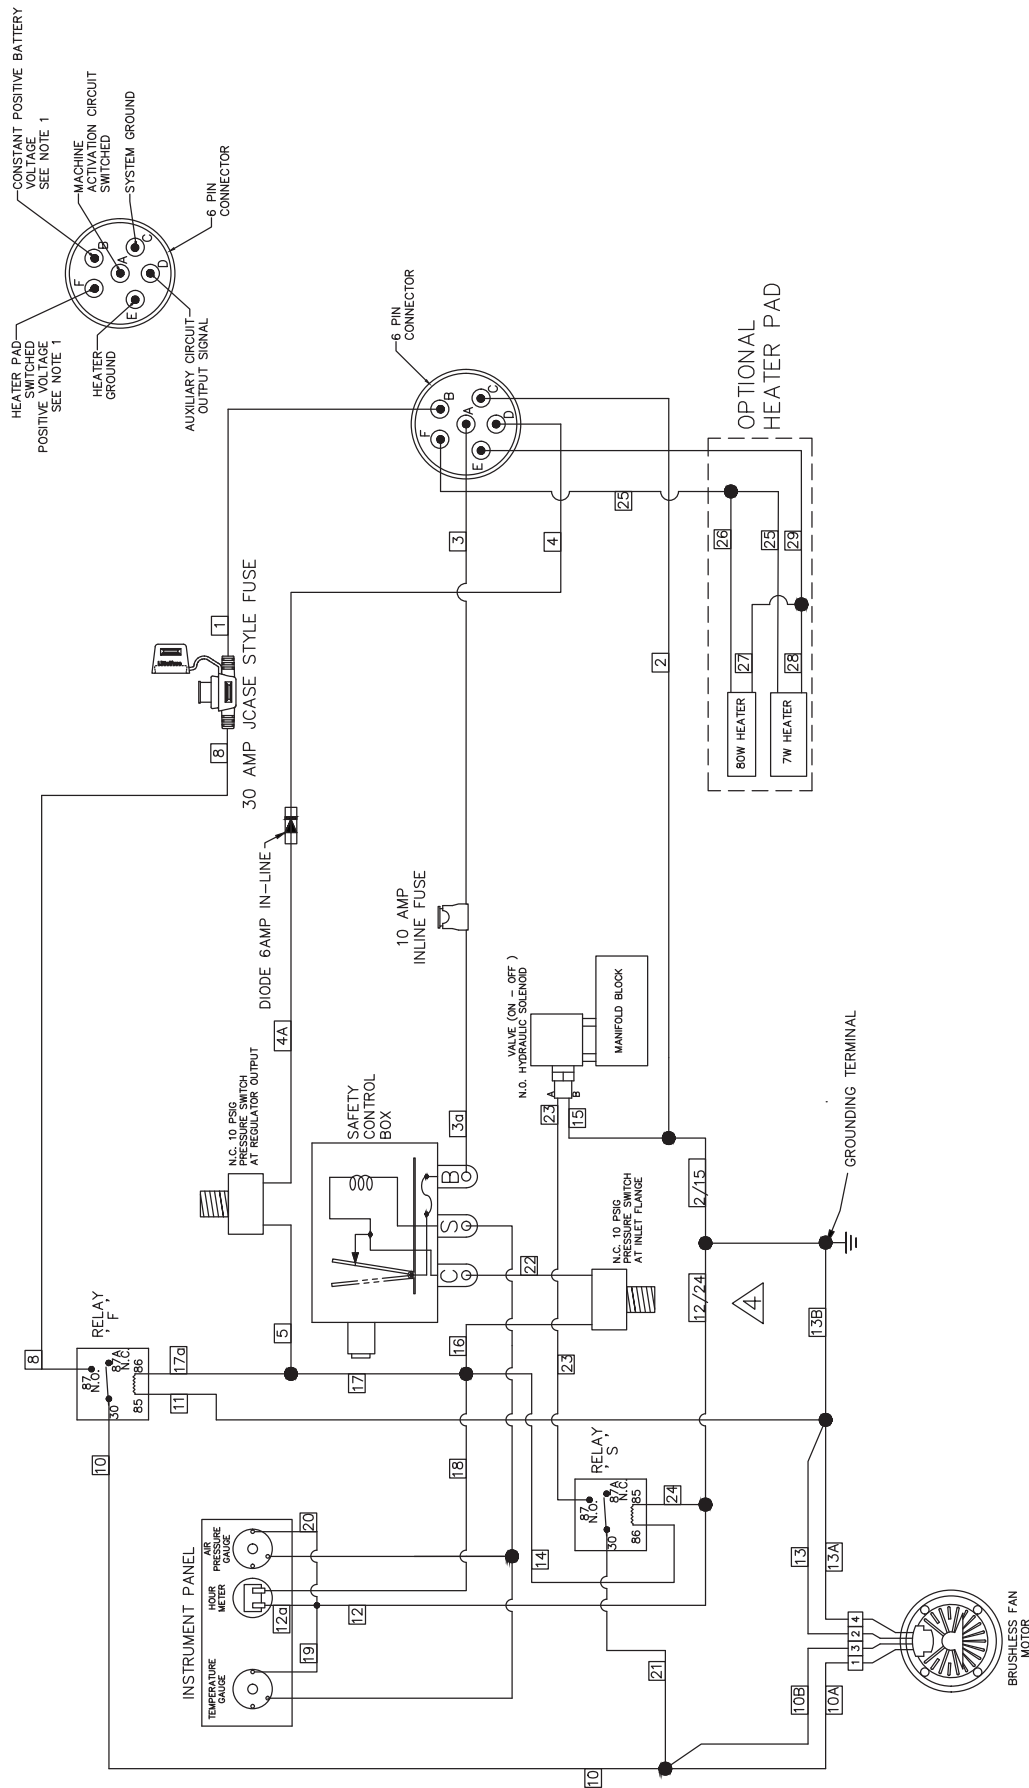 CONSTANT POSITIVE BATTERY
VOLTAGE
SEE NOTE 1
MACHINE
ACTIVATION CIRCUIT
SWITCHED
SYSTEM GROUND
6 PIN
CONNECTOR
HEATER PAD
SWITCHED
POSITIVE VOLTAGE
SEE NOTE 1
HEATER
GROUND
AUXILIARY CIRCUIT
OUTPUT SIGNAL
F
B
A
C
E
D
6 PIN
CONNECTOR
F
B
A
C
E
D
OPTIONAL
HEATER PAD
25
26
25
29
27
28
80W HEATER
7W HEATER
1
3
4
2
8
30 AMP JCASE STYLE FUSE
DIODE 6AMP IN-LINE
10 AMP
INLINE FUSE
4A
N.C. 10 PSIG
PRESSURE SWITCH
AT REGULATOR OUTPUT
SAFETY
CONTROL
BOX
3a
B
S
C
VALVE (ON - OFF )
N.O. HYDRAULIC SOLENOID
MANIFOLD BLOCK
A
B
23
15
22
N.C. 10 PSIG
PRESSURE SWITCH
AT INLET FLANGE
2/15
12/24
4
GROUNDING TERMINAL
13B
8
RELAY
'F'
87
N.O.
87A
N.C.
30
86
85
17a
11
5
17
16
23
10
18
RELAY
'S'
87
N.O.
87A
N.C.
30
85
86
24
14
INSTRUMENT PANEL
AIR
PRESSURE
GAUGE
HOUR
METER
TEMPERATURE
GAUGE
20
12a
12
19
21
13
13A
10B
10A
10
1
3
2
4
BRUSHLESS FAN
MOTOR